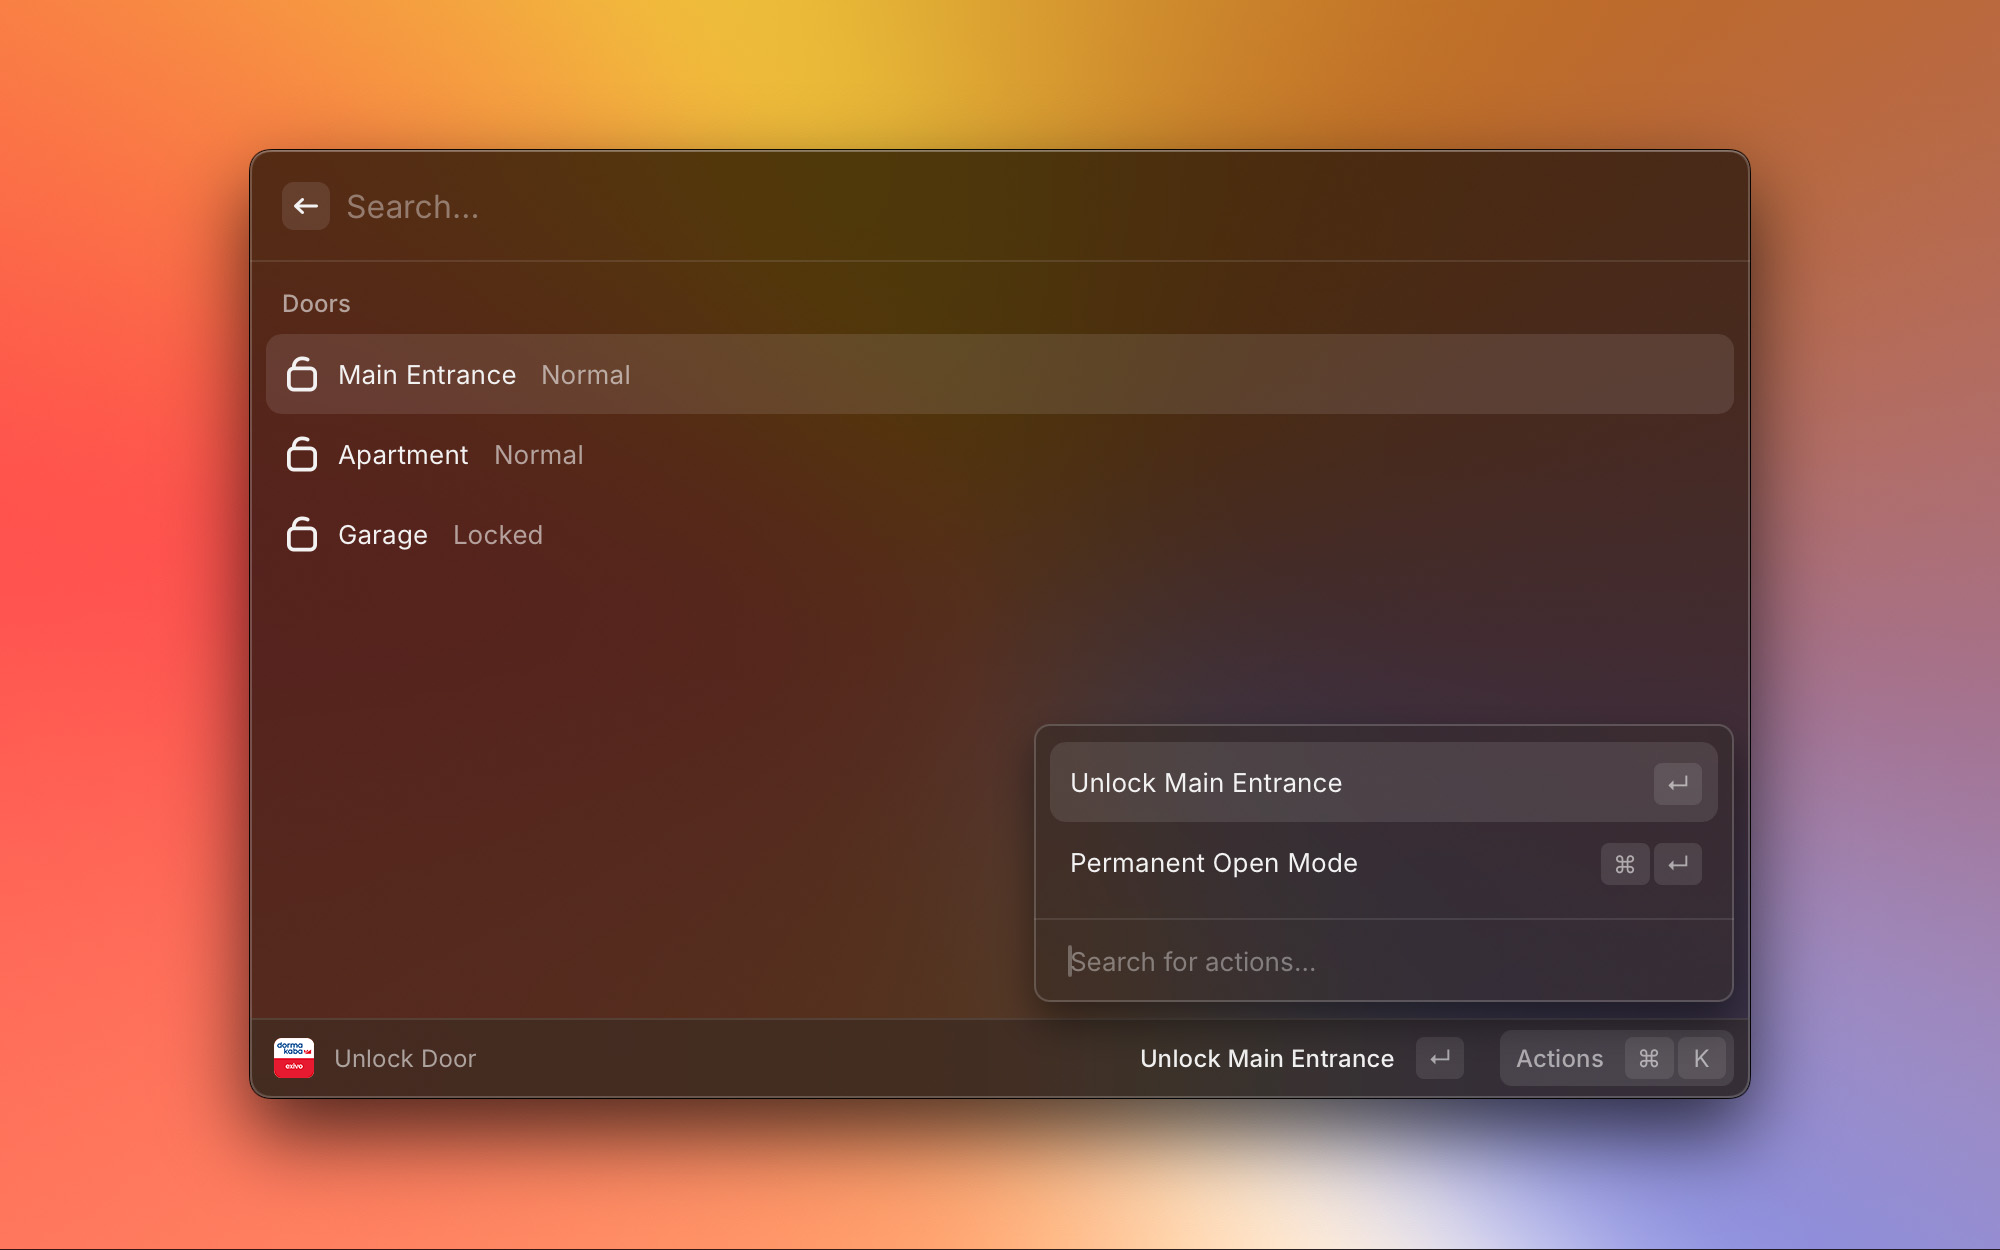 Search...
Doors
Main Entrance Normal
Apartment Normal
Garage Locked
Unlock Main Entrance ↵
Permanent Open Mode ⌘ ↵
Search for actions...
dorma
kaba
exivo
Unlock Door
Unlock Main Entrance ↵
Actions ⌘ K